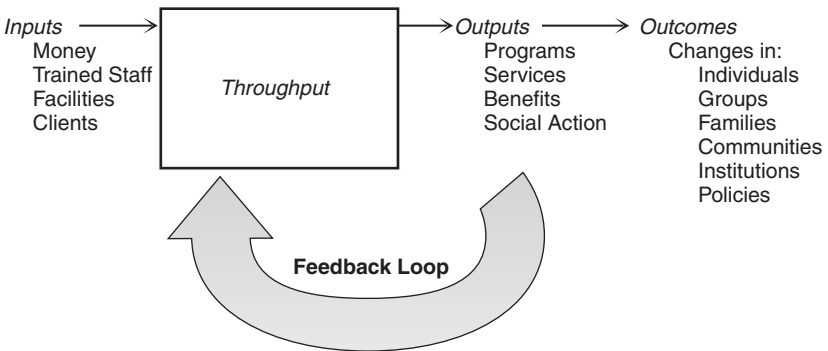 Inputs
Money
Trained Staff
Facilities
Clients
Throughput
Outputs
Programs
Services
Benefits
Social Action
Outcomes
Changes in:
Individuals
Groups
Families
Communities
Institutions
Policies
Feedback Loop